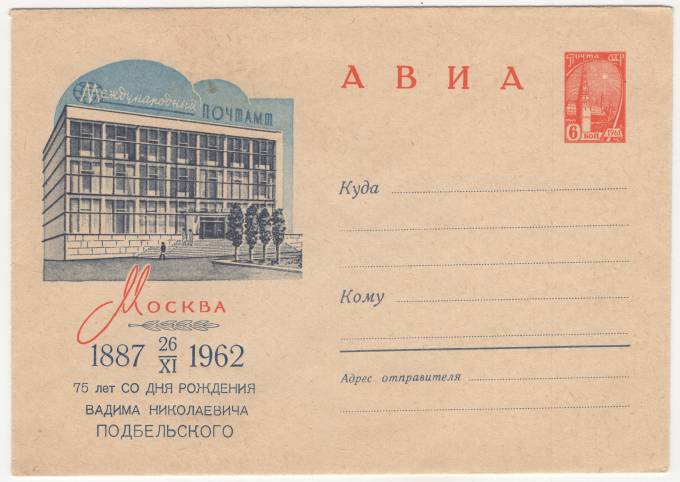 Международный
ПОЧТАМТ
МОСКВА
1887 26/XI 1962
75 лет СО ДНЯ РОЖДЕНИЯ
ВАДИМА НИКОЛАЕВИЧА
ПОДБЕЛЬСКОГО
АВИА
Почта СССР
6 КОП 1961
Куда
Кому
Адрес отправителя